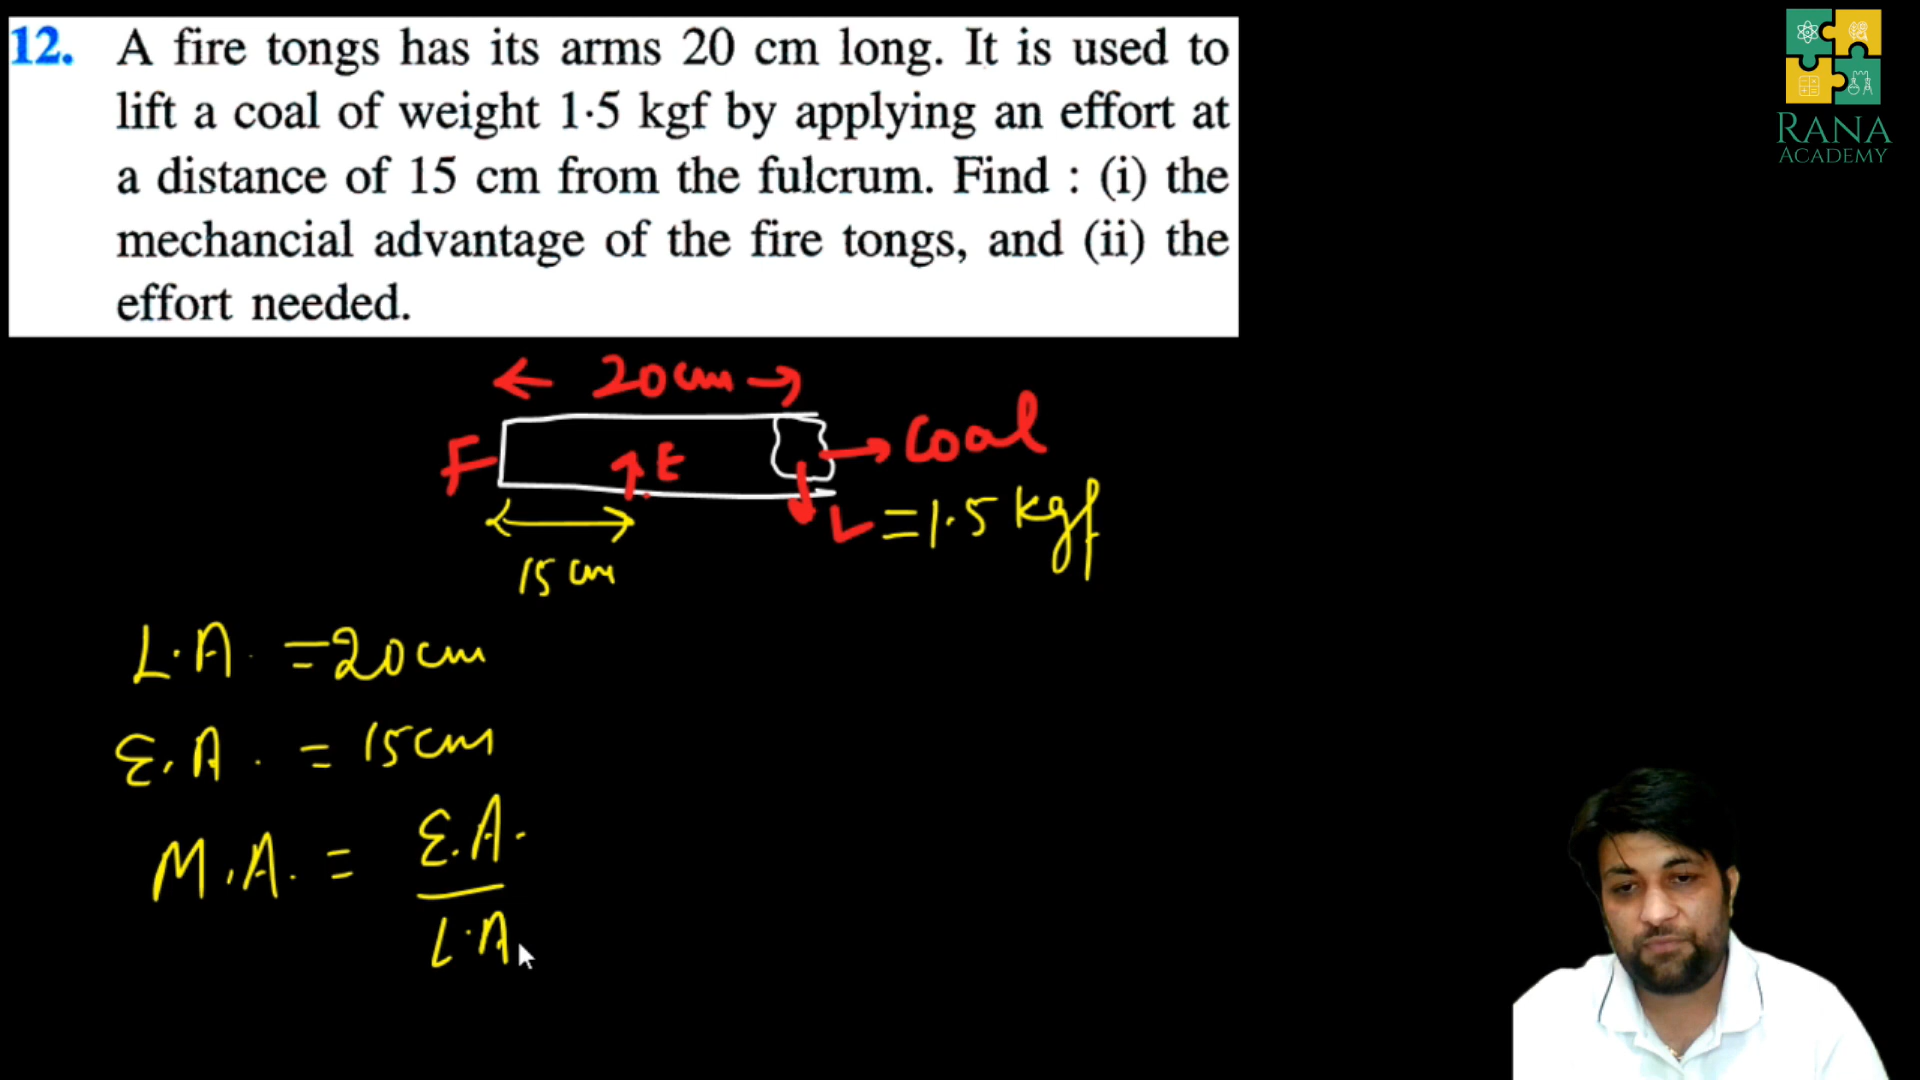 12. A fire tongs has its arms 20 cm long. It is used to
lift a coal of weight 1·5 kgf by applying an effort at
a distance of 15 cm from the fulcrum. Find : (i) the
mechancial advantage of the fire tongs, and (ii) the
effort needed.
RANA
ACADEMY
← 20cm →
F ↑ E → Coal
L = 1.5 kgf
15 cm
L.A. = 20cm
E.A. = 15cm
M.A. = E.A.
L.A.